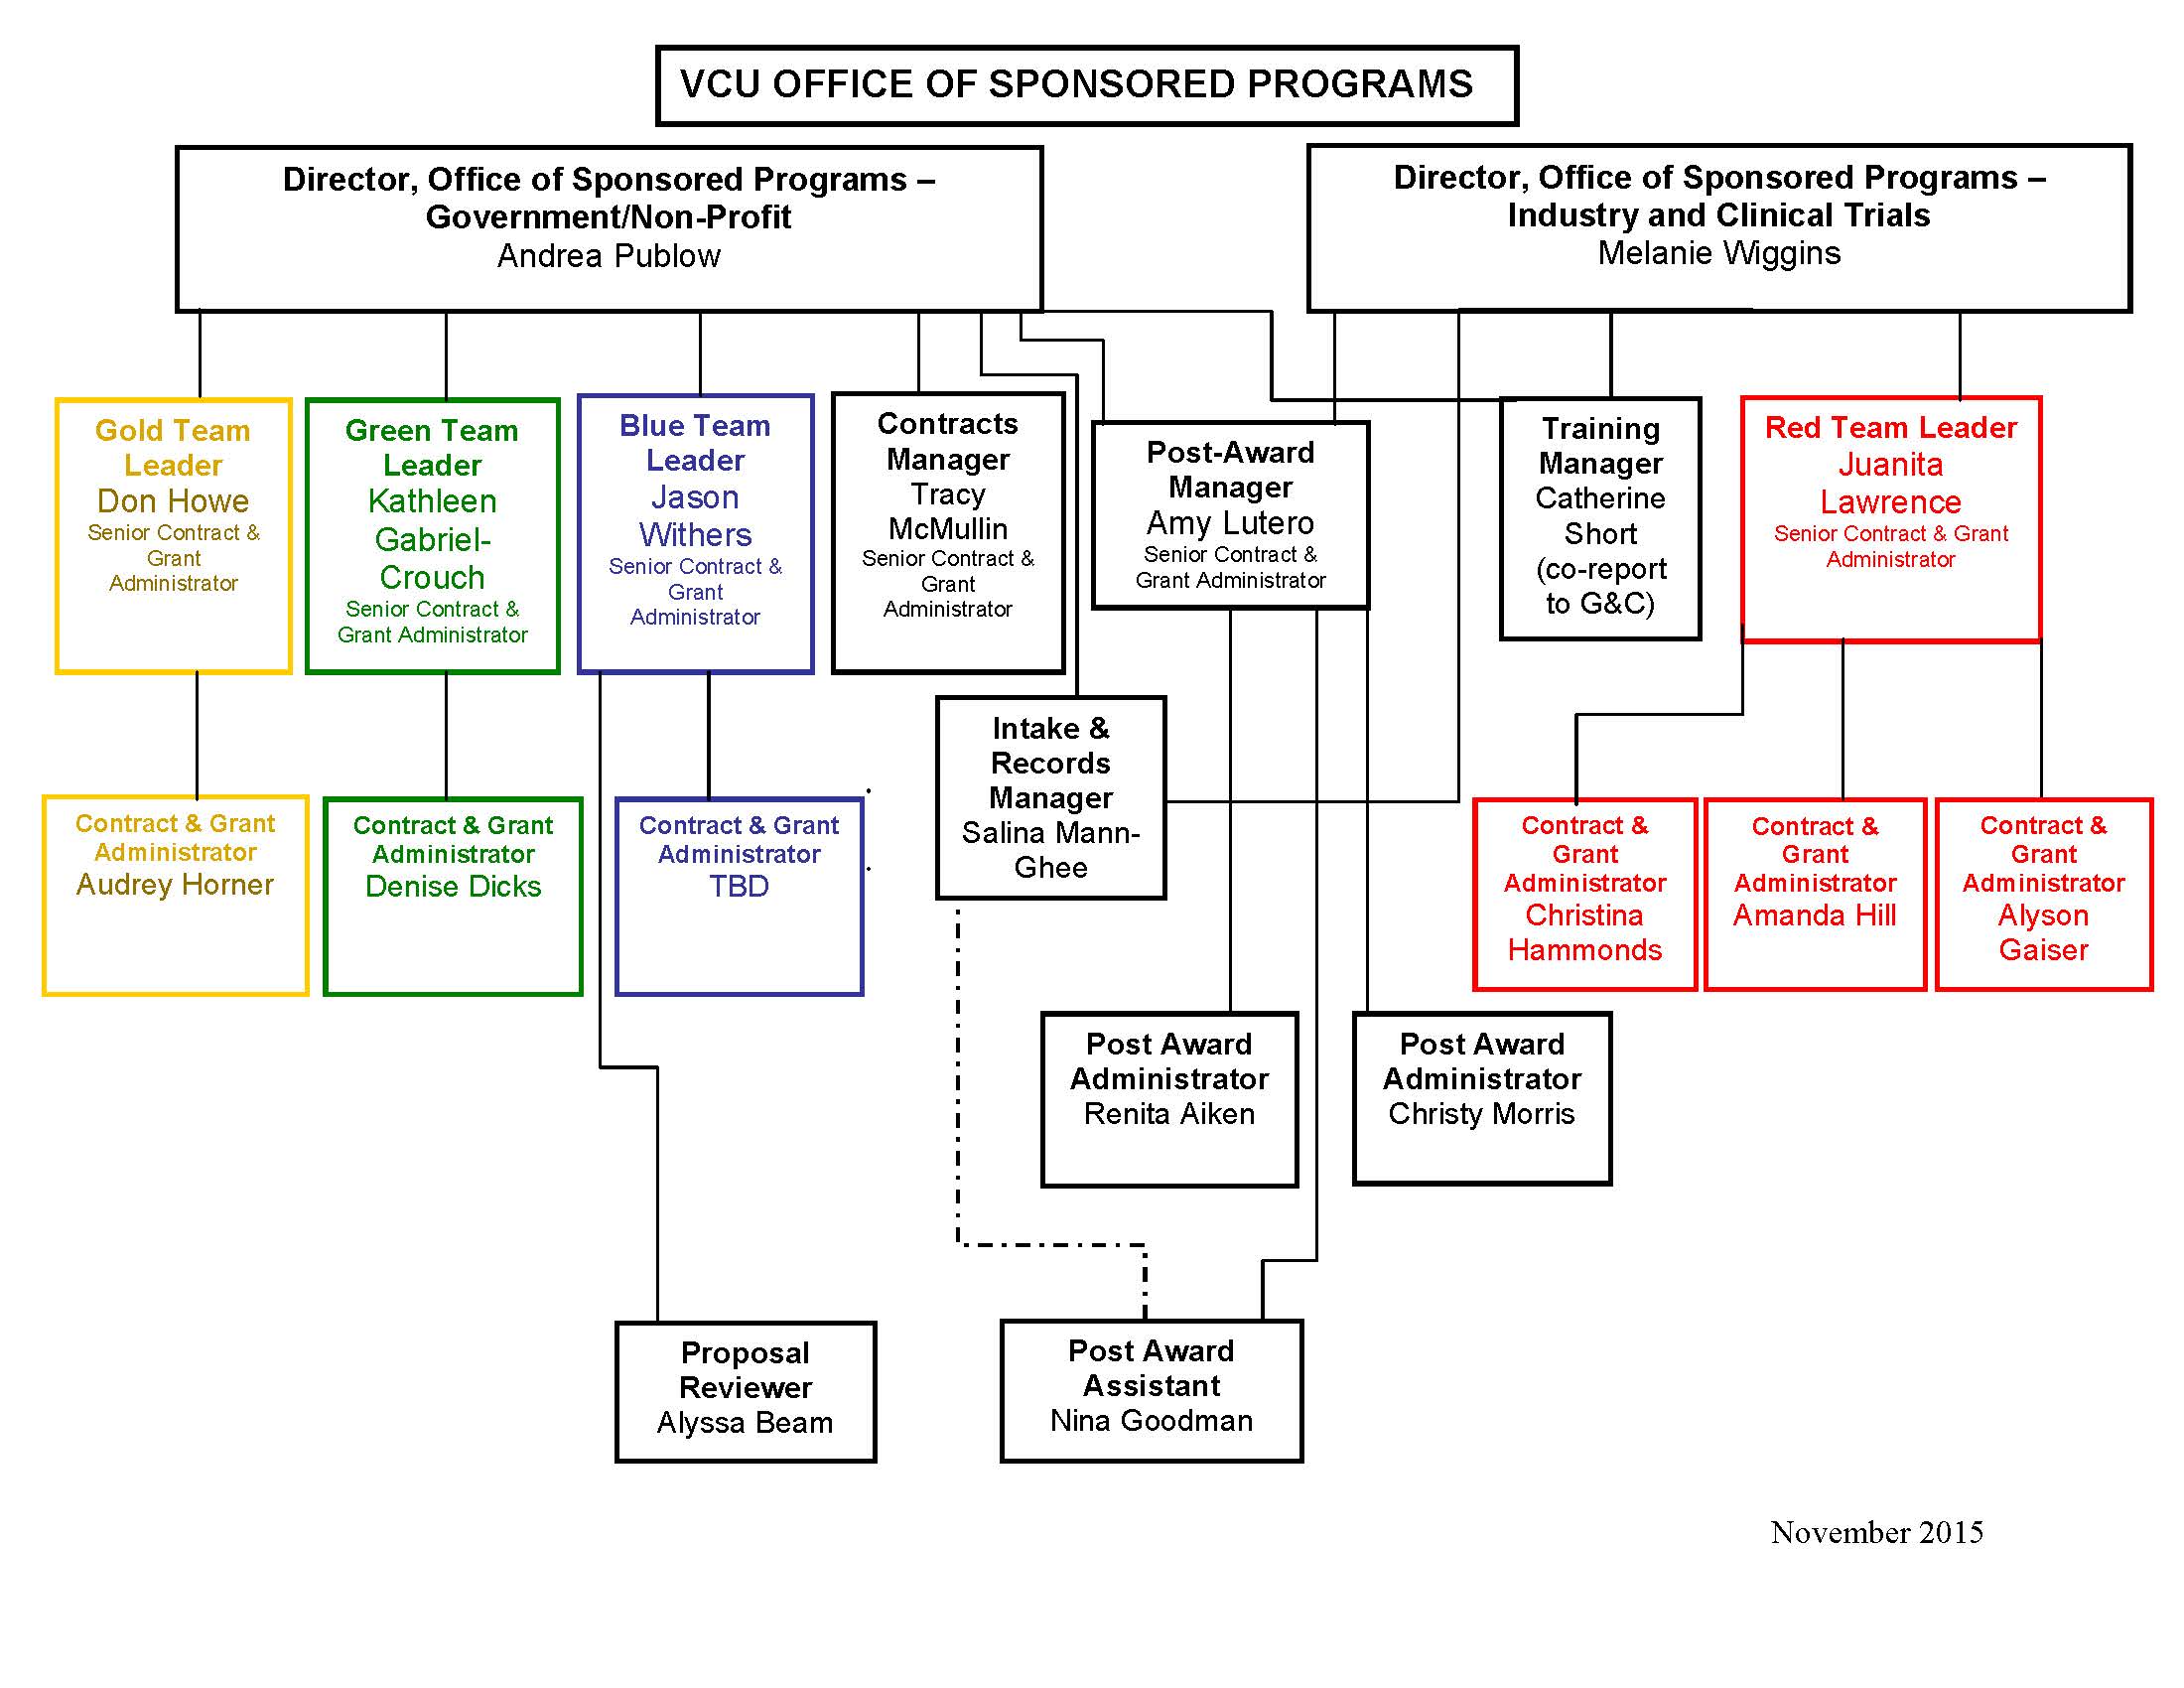 VCU OFFICE OF SPONSORED PROGRAMS
Director, Office of Sponsored Programs –
Government/Non-Profit
Andrea Publow
Director, Office of Sponsored Programs –
Industry and Clinical Trials
Melanie Wiggins
Gold Team
Leader
Don Howe
Senior Contract &
Grant
Administrator
Green Team
Leader
Kathleen
Gabriel-
Crouch
Senior Contract &
Grant Administrator
Blue Team
Leader
Jason
Withers
Senior Contract &
Grant
Administrator
Contracts
Manager
Tracy
McMullin
Senior Contract &
Grant
Administrator
Post-Award
Manager
Amy Lutero
Senior Contract &
Grant Administrator
Training
Manager
Catherine
Short
(co-report
to G&C)
Red Team Leader
Juanita
Lawrence
Senior Contract & Grant
Administrator
Intake &
Records
Manager
Salina Mann-
Ghee
Contract & Grant
Administrator
Audrey Horner
Contract & Grant
Administrator
Denise Dicks
Contract & Grant
Administrator
TBD
Contract &
Grant
Administrator
Christina
Hammonds
Contract &
Grant
Administrator
Amanda Hill
Contract &
Grant
Administrator
Alyson
Gaiser
Post Award
Administrator
Renita Aiken
Post Award
Administrator
Christy Morris
Proposal
Reviewer
Alyssa Beam
Post Award
Assistant
Nina Goodman
November 2015